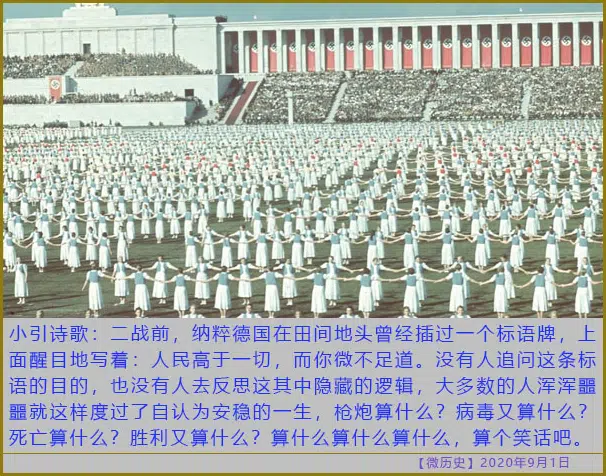 小引诗歌：二战前，纳粹德国在田间地头曾经插过一个标语牌，上
面醒目地写着：人民高于一切，而你微不足道。没有人追问这条标
语的目的，也没有人去反思这其中隐藏的逻辑，大多数的人浑浑噩
噩就这样度过了自认为安稳的一生，枪炮算什么？病毒又算什么？
死亡算什么？胜利又算什么？算什么算什么算什么，算个笑话吧。
【微历史】2020年9月1日